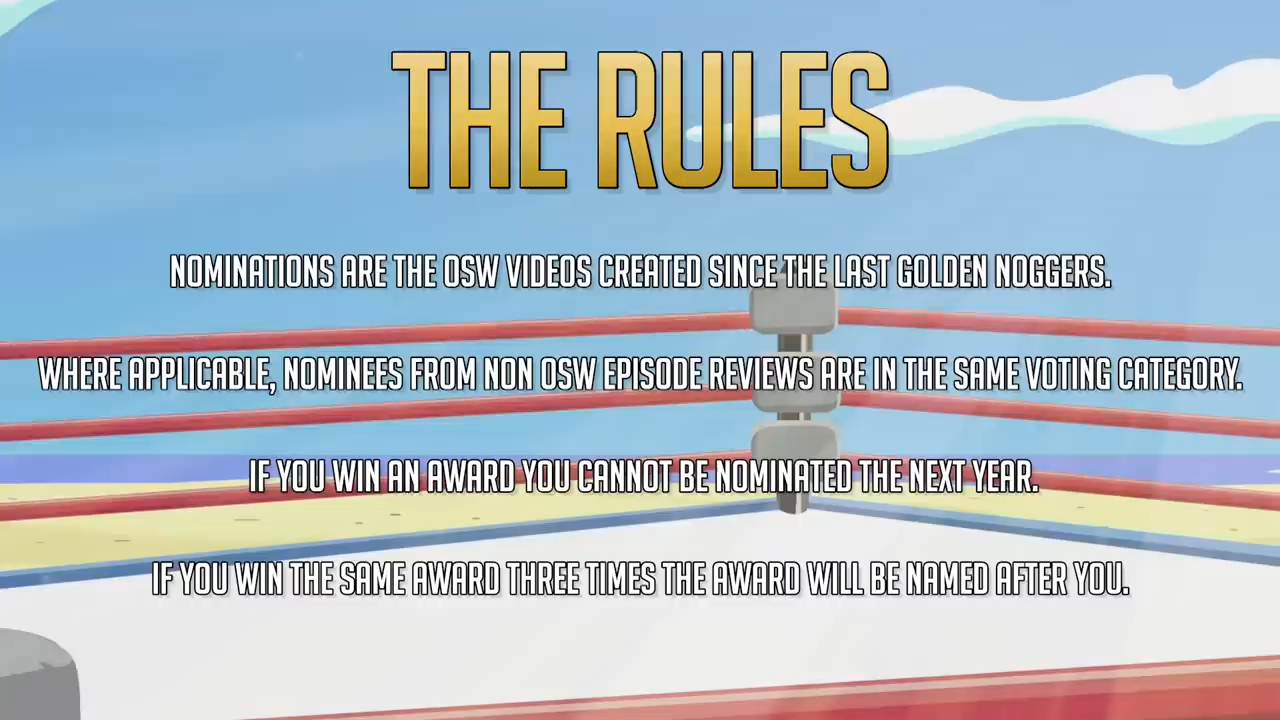 THE RULES
NOMINATIONS ARE THE OSW VIDEOS CREATED SINCE THE LAST GOLDEN NOGGERS.
WHERE APPLICABLE, NOMINEES FROM NON OSW EPISODE REVIEWS ARE IN THE SAME VOTING CATEGORY.
IF YOU WIN AN AWARD YOU CANNOT BE NOMINATED THE NEXT YEAR.
IF YOU WIN THE SAME AWARD THREE TIMES THE AWARD WILL BE NAMED AFTER YOU.